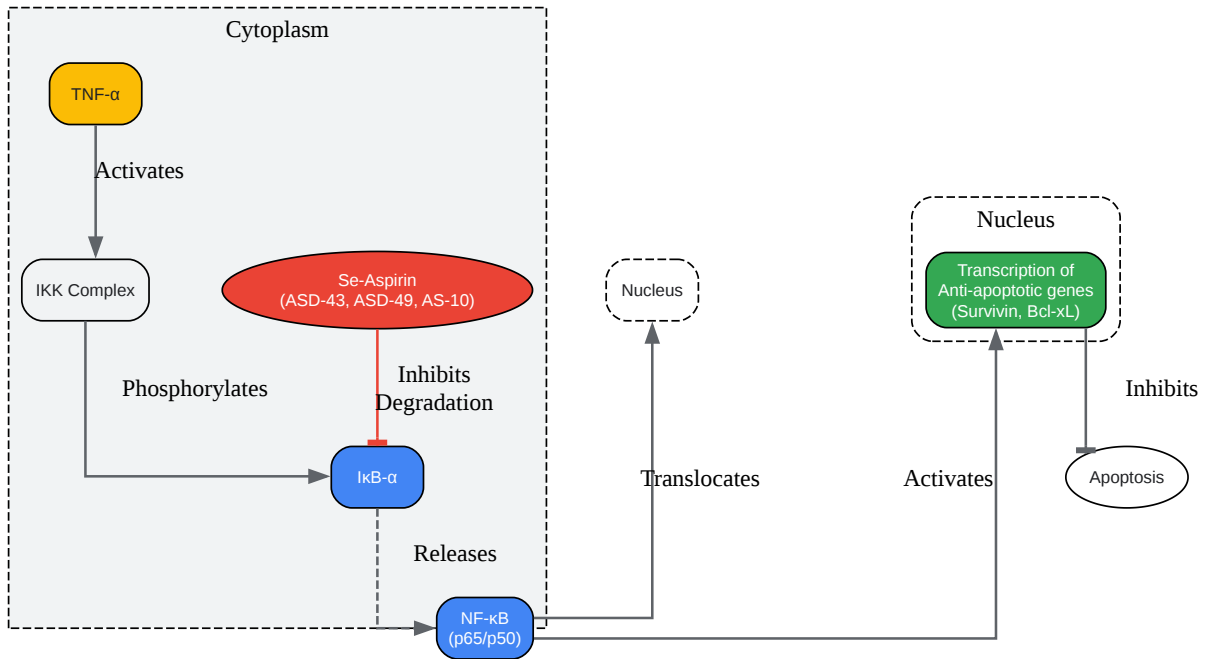 Cytoplasm
TNF-α
Activates
IKK Complex
Se-Aspirin
(ASD-43, ASD-49, AS-10)
Phosphorylates
Inhibits
Degradation
IκB-α
Releases
NF-κB
(p65/p50)
Nucleus
Translocates
Nucleus
Transcription of
Anti-apoptotic genes
(Survivin, Bcl-xL)
Activates
Inhibits
Apoptosis